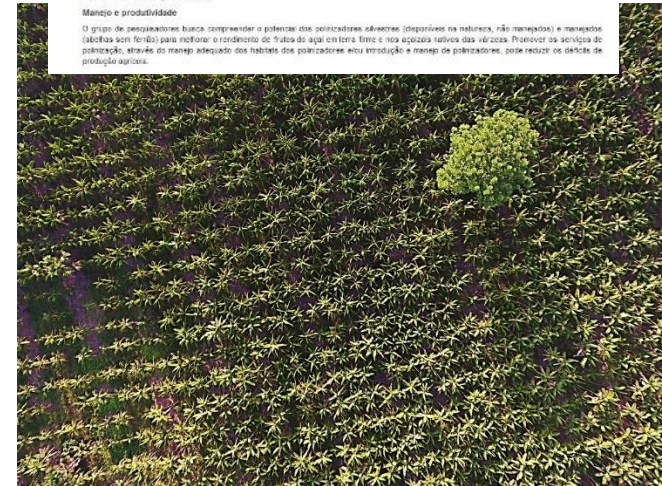 Manejo e produtividade
O grupo de pesquisadores busca compreender o potencial dos polinizadores silvestres (disponíveis na natureza, não manejados) e manejados
(abelhas sem ferrão) para melhorar o rendimento de frutos do açaí em terra firme e nos açaizais nativos das várzeas. Promover os serviços de
polinização, através do manejo adequado dos habitats dos polinizadores e/ou introdução e manejo de polinizadores, pode reduzir os déficits de
produção agrícola.